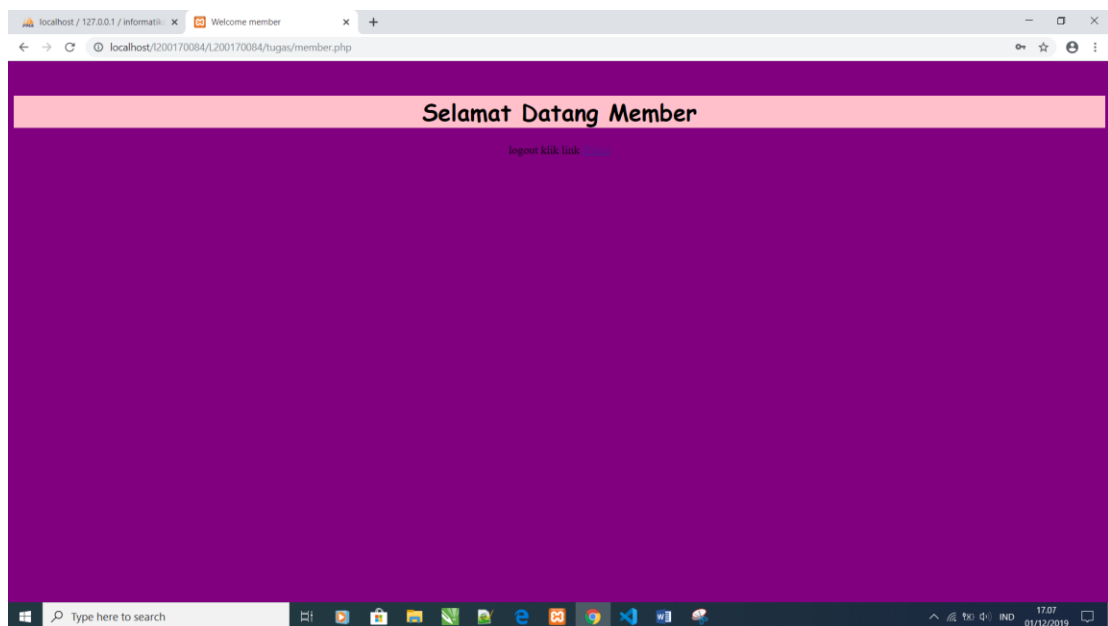 localhost / 127.0.0.1 / informatik
Welcome member
localhost/l200170084/L200170084/tugas/member.php
Selamat Datang Member
logout klik link
Type here to search
IND
17.07
01/12/2019